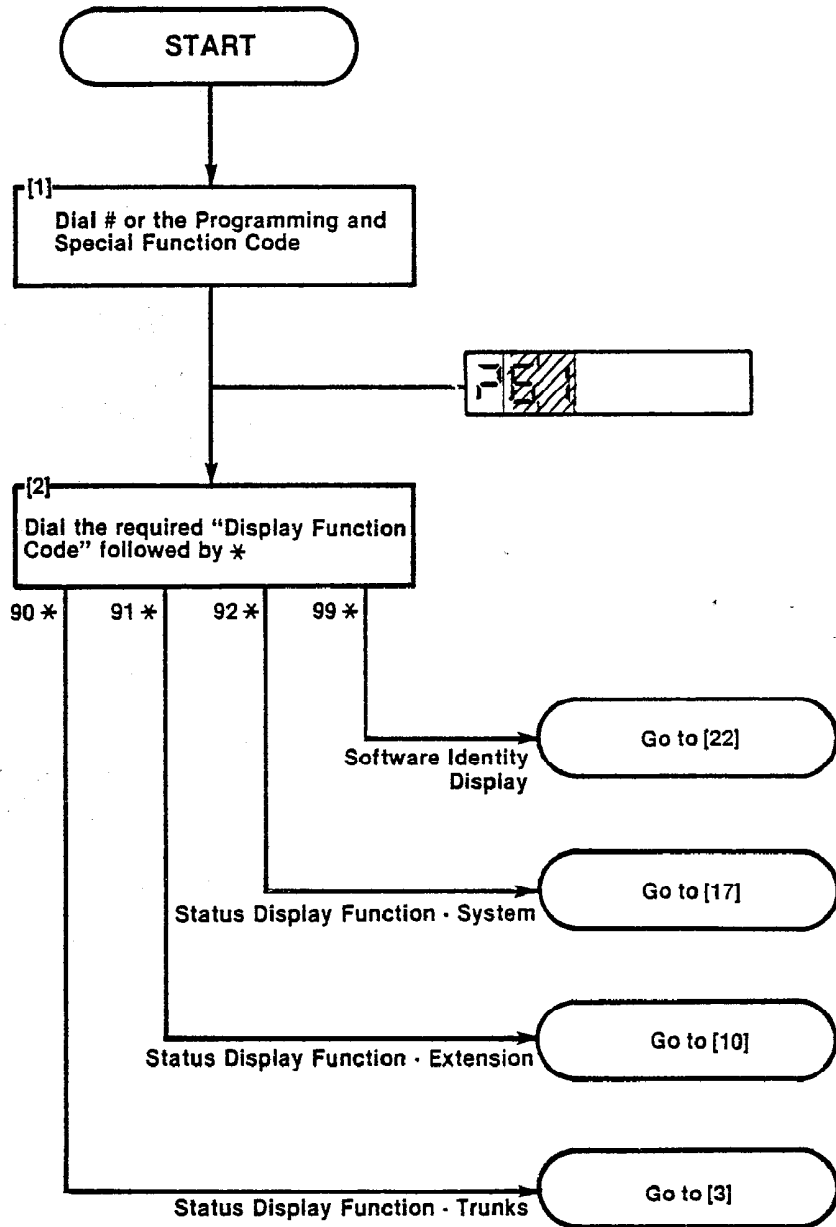 START
[1]
Dial # or the Programming and
Special Function Code
[2]
Dial the required “Display Function
Code” followed by *
90 * 91 * 92 * 99 *
Go to [22]
Software Identity
Display
Go to [17]
Status Display Function - System
Go to [10]
Status Display Function - Extension
Go to [3]
Status Display Function - Trunks